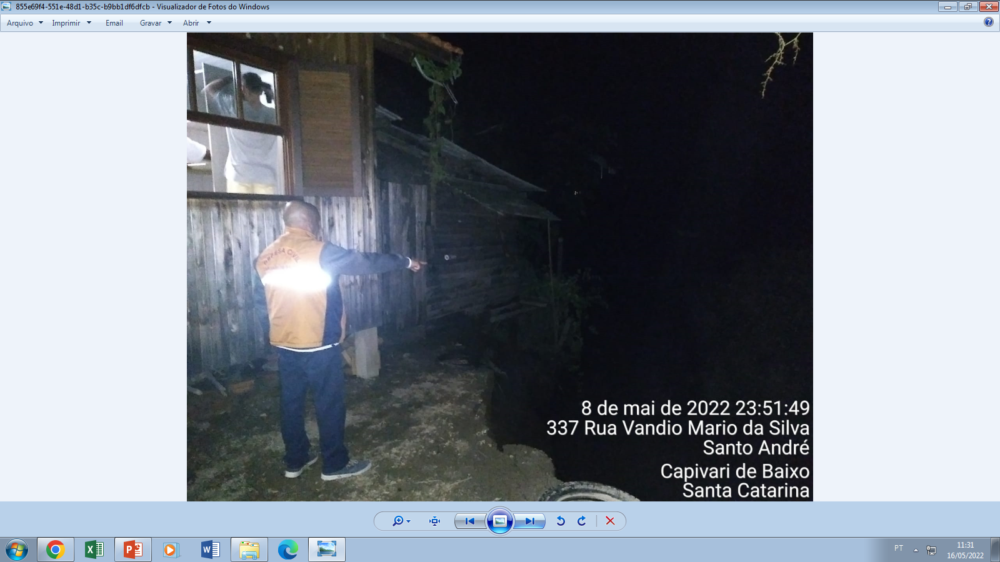 855e69f4-551e-48d1-b35c-b9bb1df6dfcb - Visualizador de Fotos do Windows
Arquivo Imprimir Email Gravar Abrir
DEFESA CIVIL
8 de mai de 2022 23:51:49
337 Rua Vandio Mario da Silva
Santo André
Capivari de Baixo
Santa Catarina
PT
11:31
16/05/2022